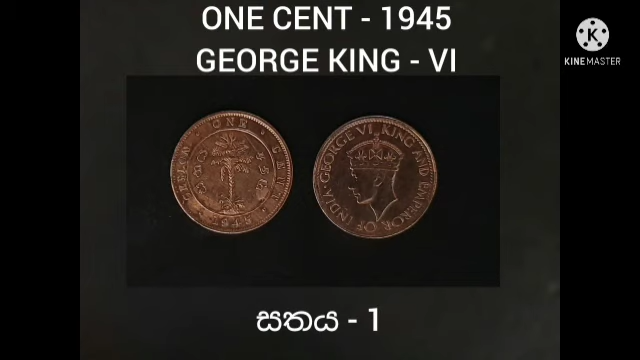 ONE CENT - 1945
GEORGE KING - VI
K
KINEMASTER
ONE CENT
GEORGE VI KING AND EMPEROR OF INDIA
සතය - 1